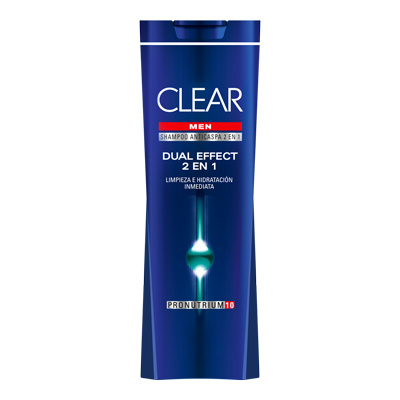 CLEAR
MEN
SHAMPOO ANTICASPA 2 EN 1
DUAL EFFECT
2 EN 1
LIMPIEZA E HIDRATACIÓN
INMEDIATA
PRONUTRIUM10